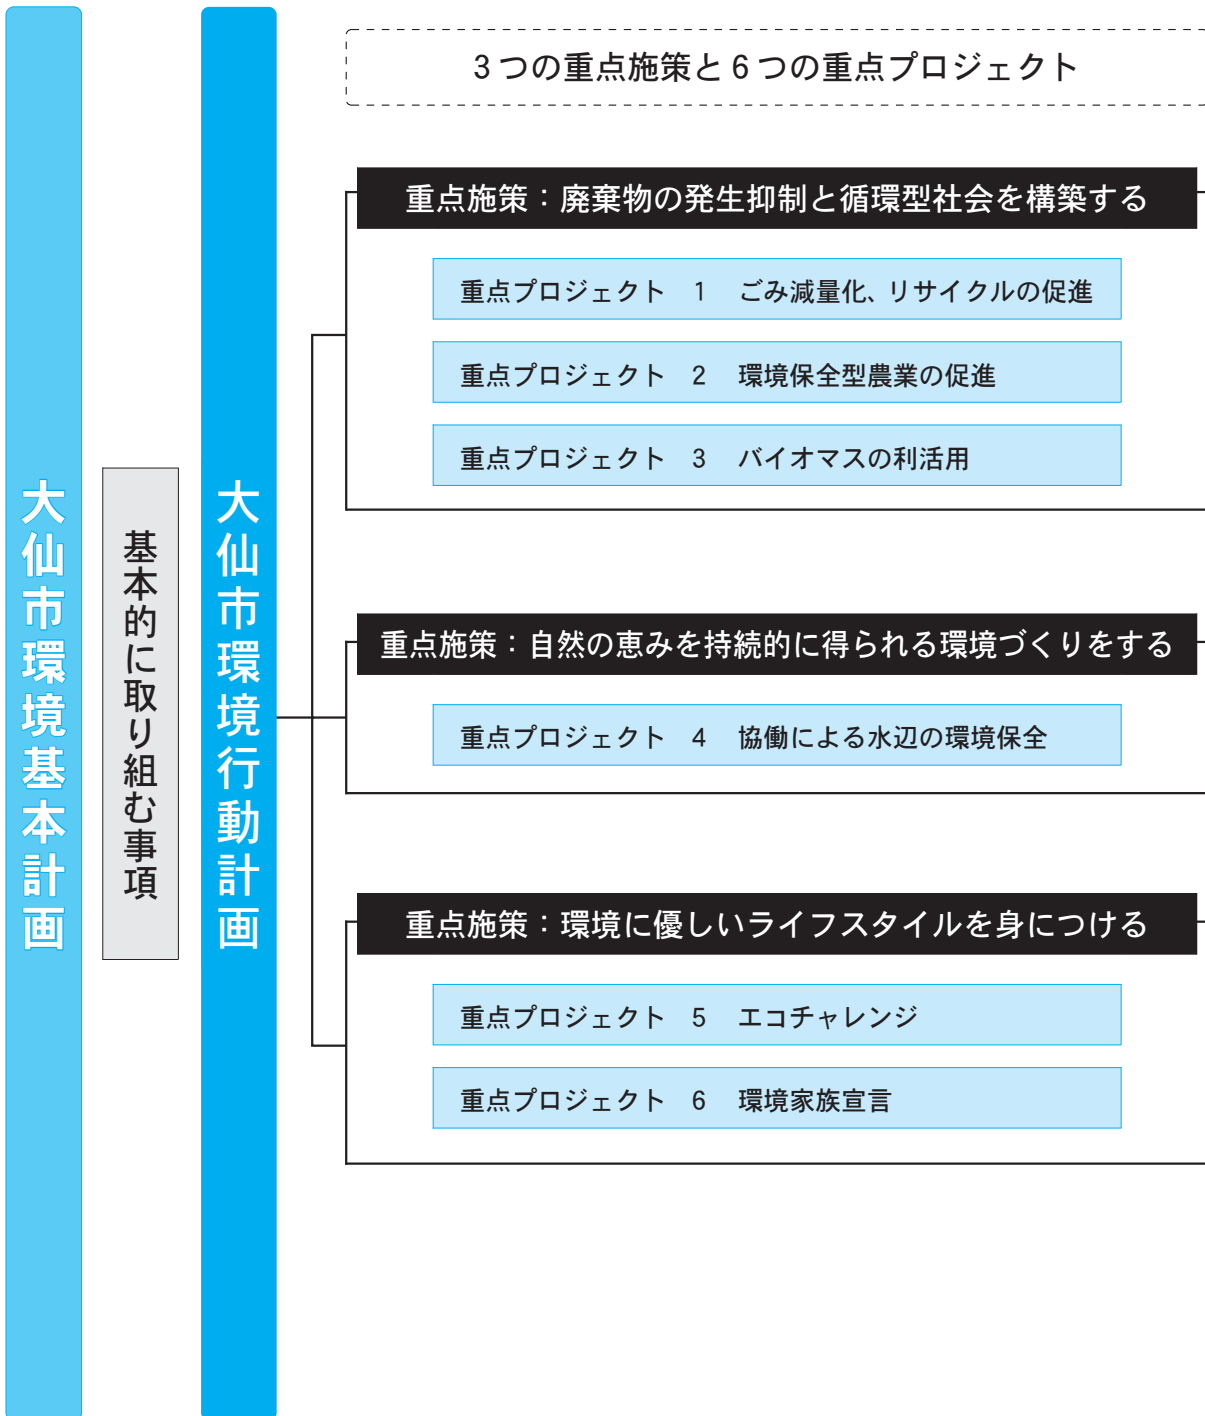 大仙市環境基本計画
基本的に取り組む事項
大仙市環境行動計画
3つの重点施策と6つの重点プロジェクト
重点施策：廃棄物の発生抑制と循環型社会を構築する
重点プロジェクト　1　ごみ減量化、リサイクルの促進
重点プロジェクト　2　環境保全型農業の促進
重点プロジェクト　3　バイオマスの利活用
重点施策：自然の恵みを持続的に得られる環境づくりをする
重点プロジェクト　4　協働による水辺の環境保全
重点施策：環境に優しいライフスタイルを身につける
重点プロジェクト　5　エコチャレンジ
重点プロジェクト　6　環境家族宣言